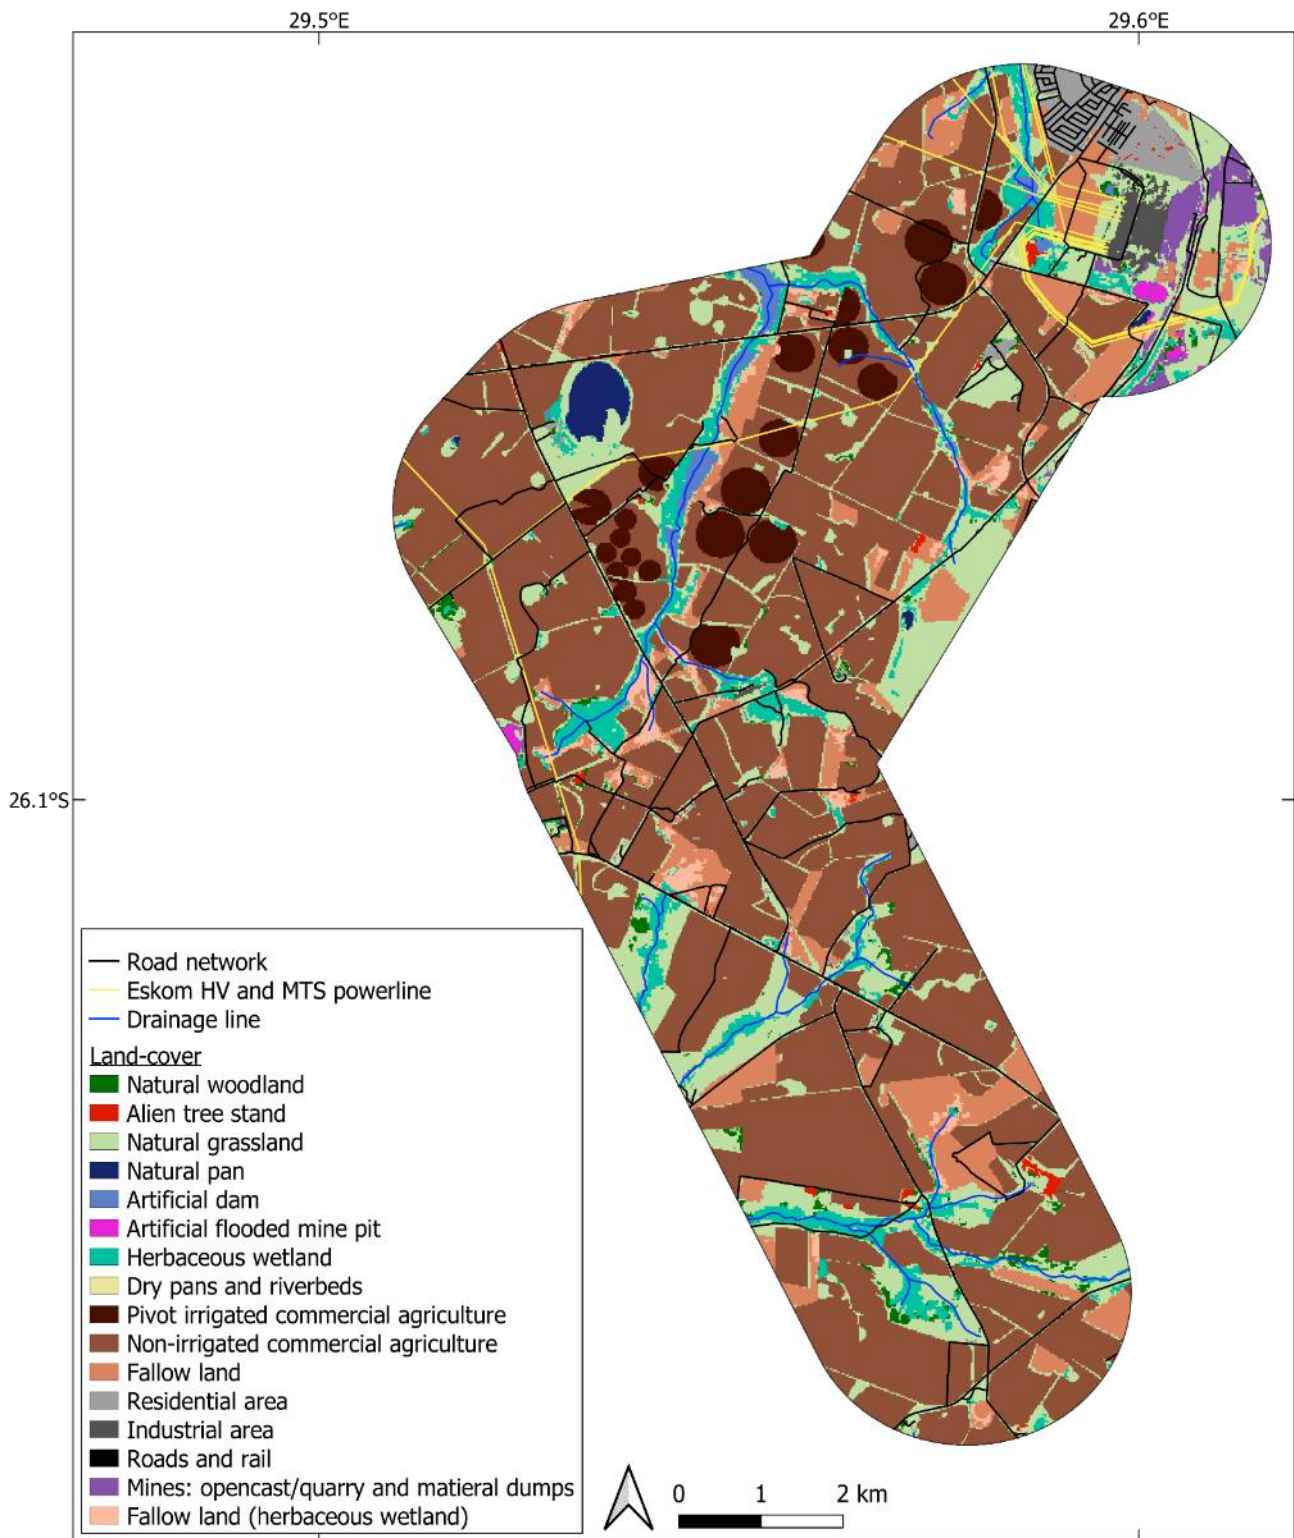 29.5°E
29.6°E
26.1°S
Road network
Eskom HV and MTS powerline
Drainage line
Land-cover
Natural woodland
Alien tree stand
Natural grassland
Natural pan
Artificial dam
Artificial flooded mine pit
Herbaceous wetland
Dry pans and riverbeds
Pivot irrigated commercial agriculture
Non-irrigated commercial agriculture
Fallow land
Residential area
Industrial area
Roads and rail
Mines: opencast/quarry and matieral dumps
Fallow land (herbaceous wetland)
0 1 2 km